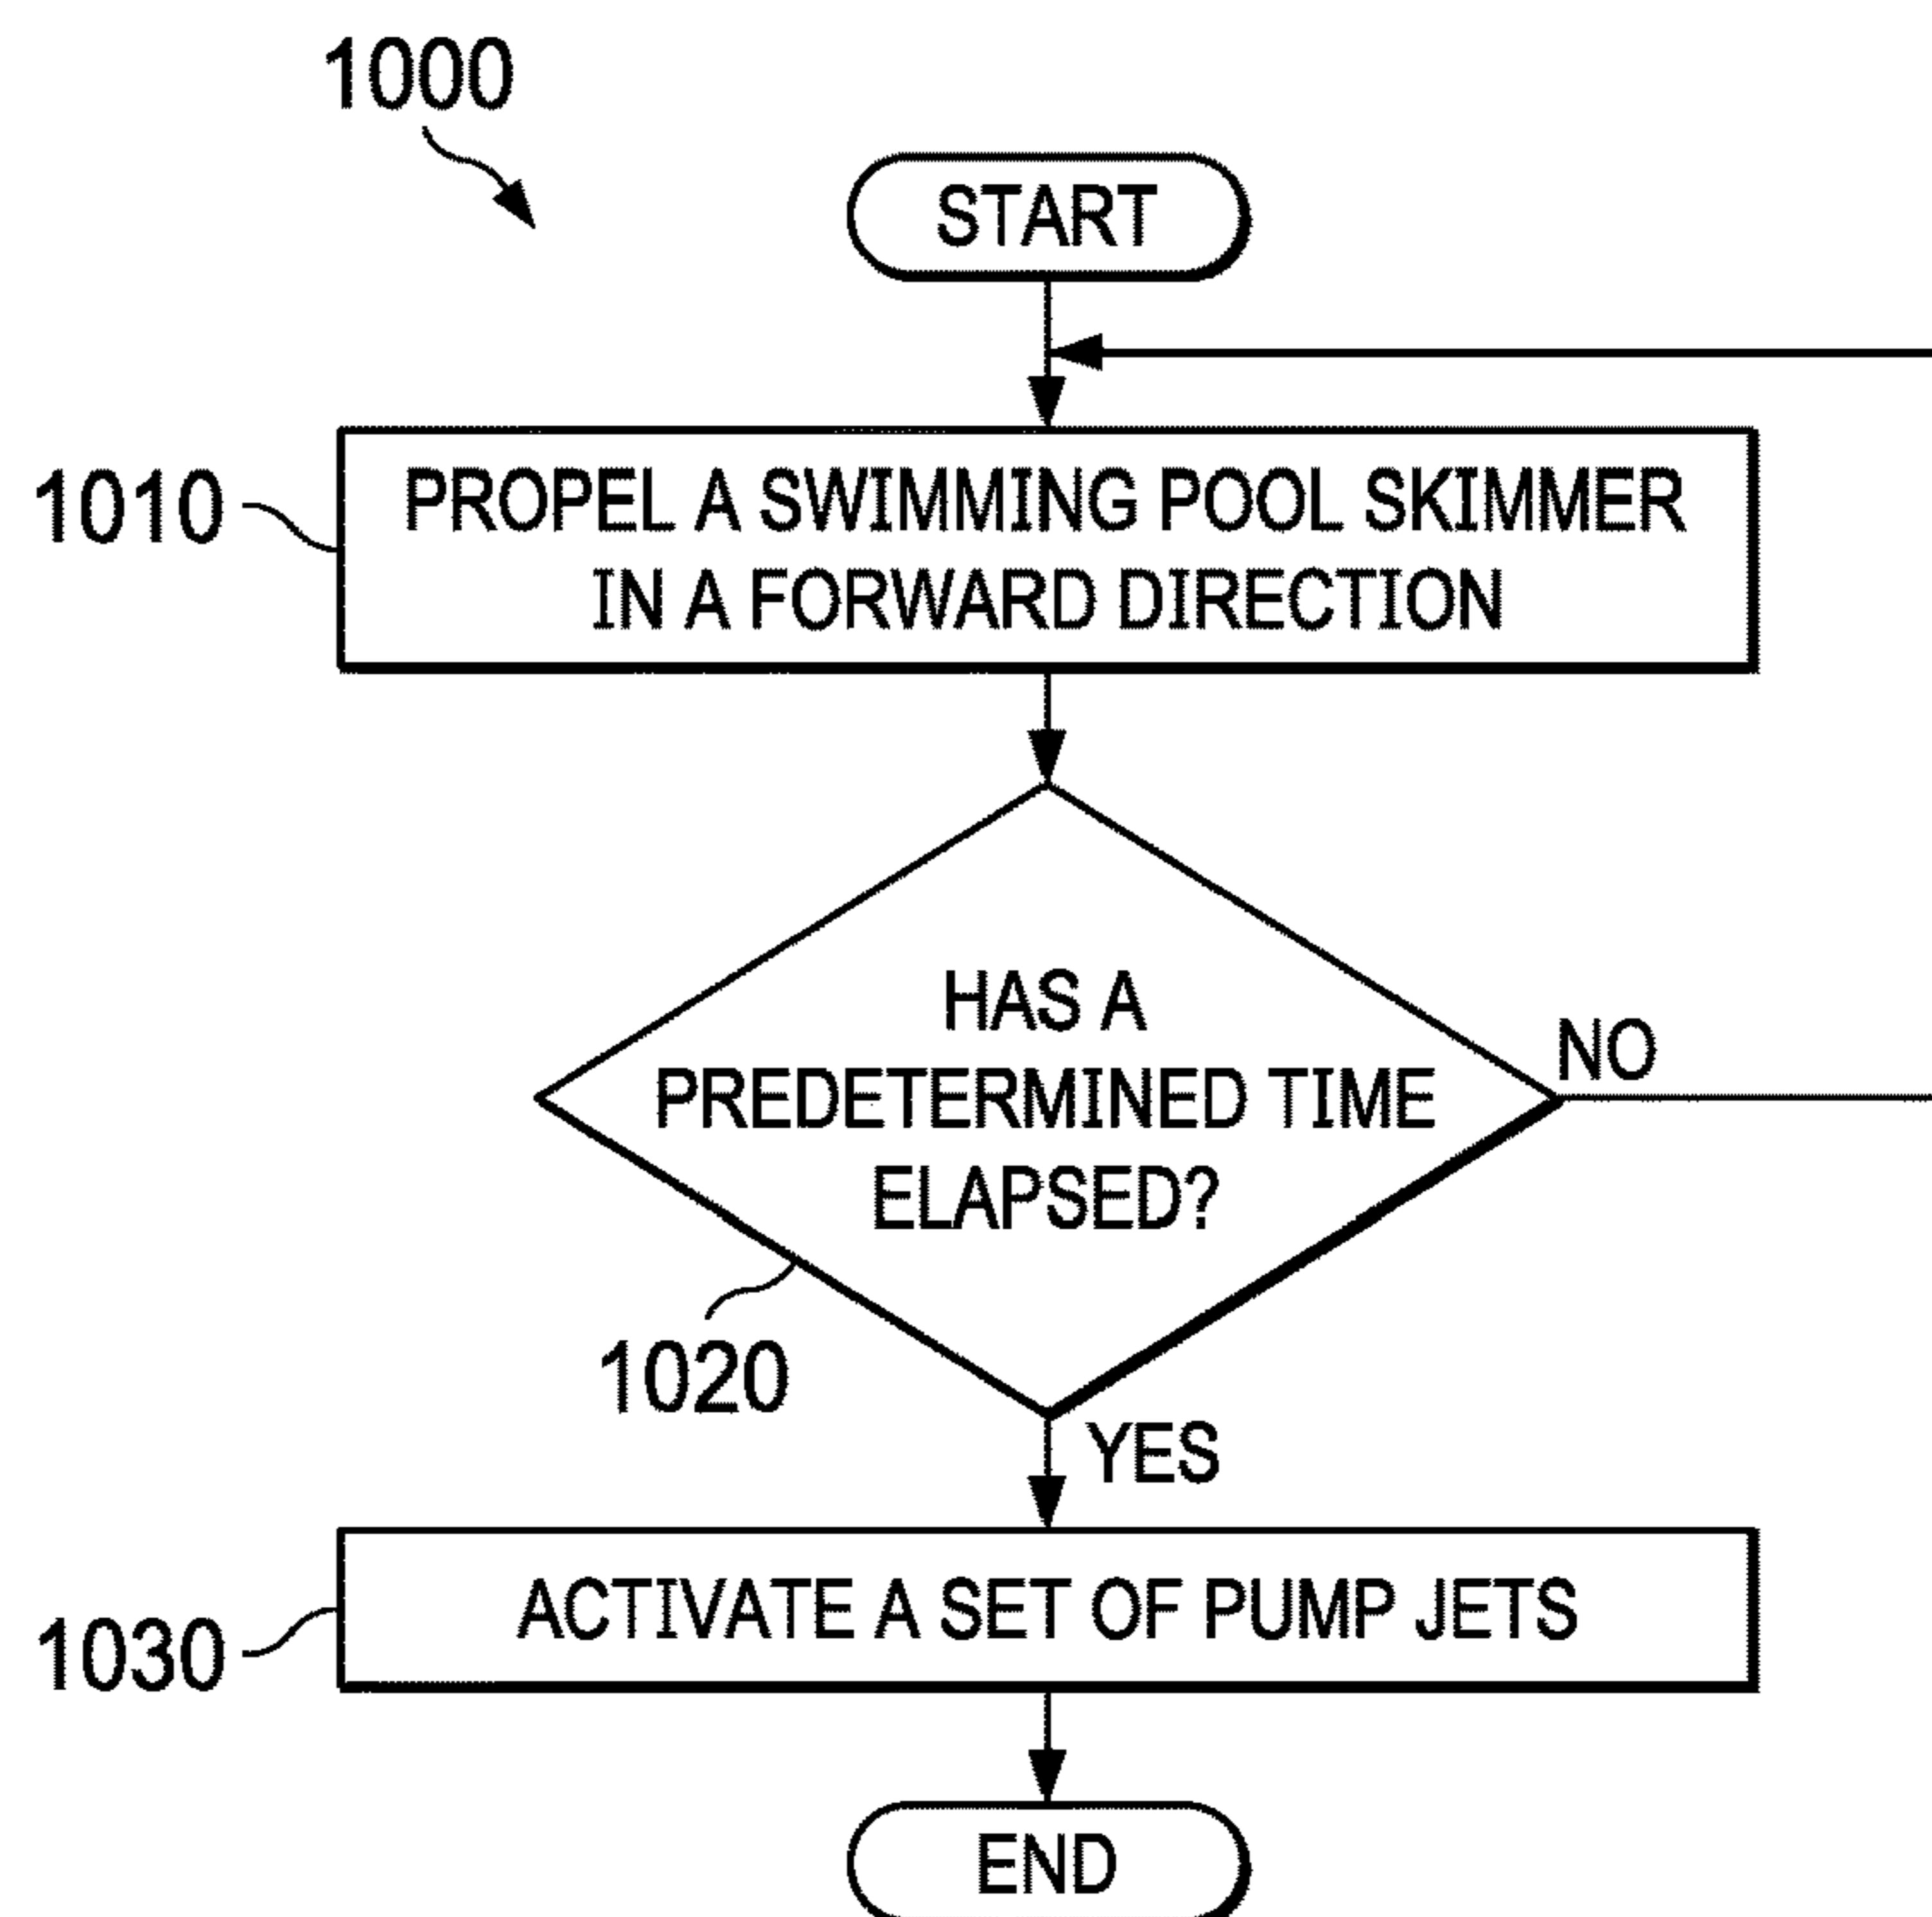 1000
START
1010
PROPEL A SWIMMING POOL SKIMMER
IN A FORWARD DIRECTION
HAS A
PREDETERMINED TIME
ELAPSED?
NO
1020
YES
1030
ACTIVATE A SET OF PUMP JETS
END